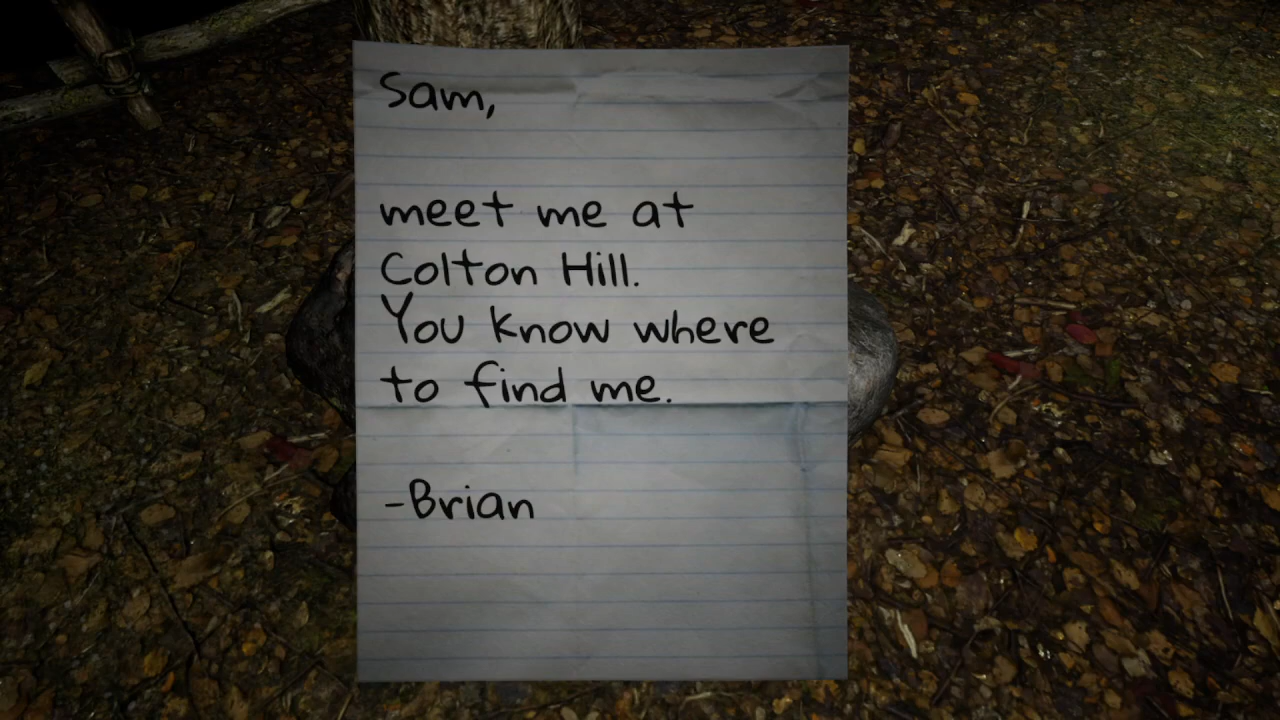 Sam,
meet me at
Colton Hill.
You know where
to find me.
-Brian